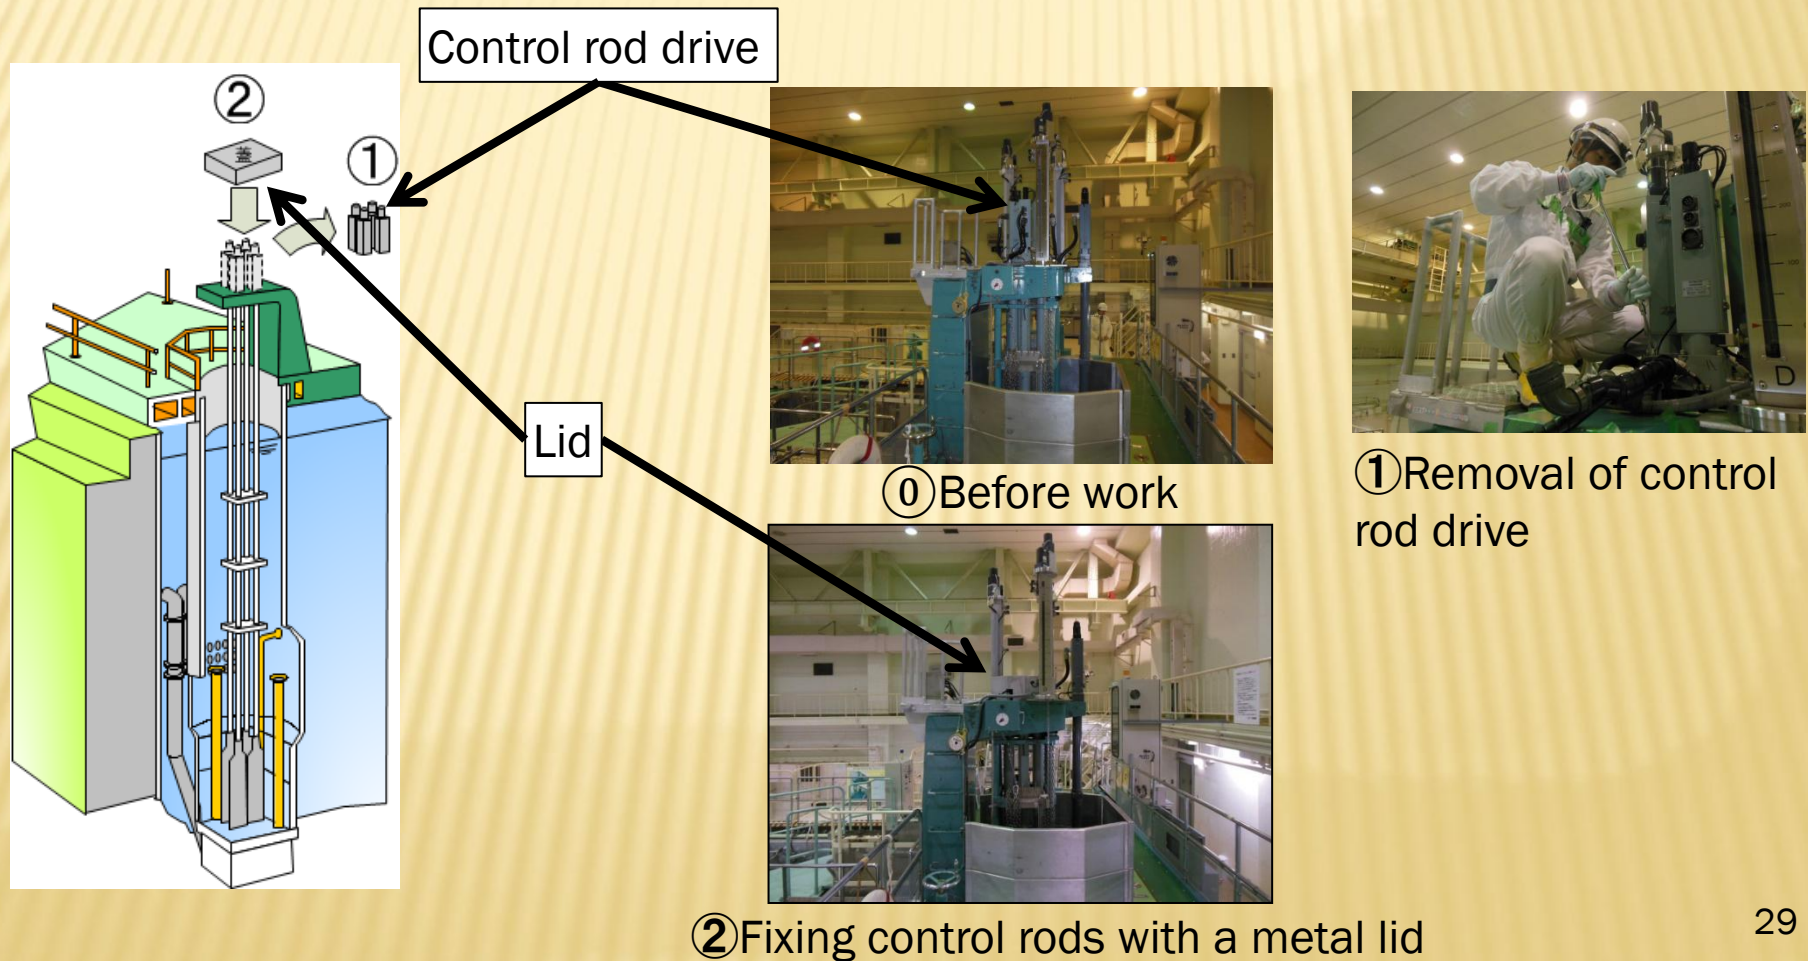 Control rod drive
②
蓋
①
Lid
⓪Before work
①Removal of control
rod drive
D
②Fixing control rods with a metal lid
29